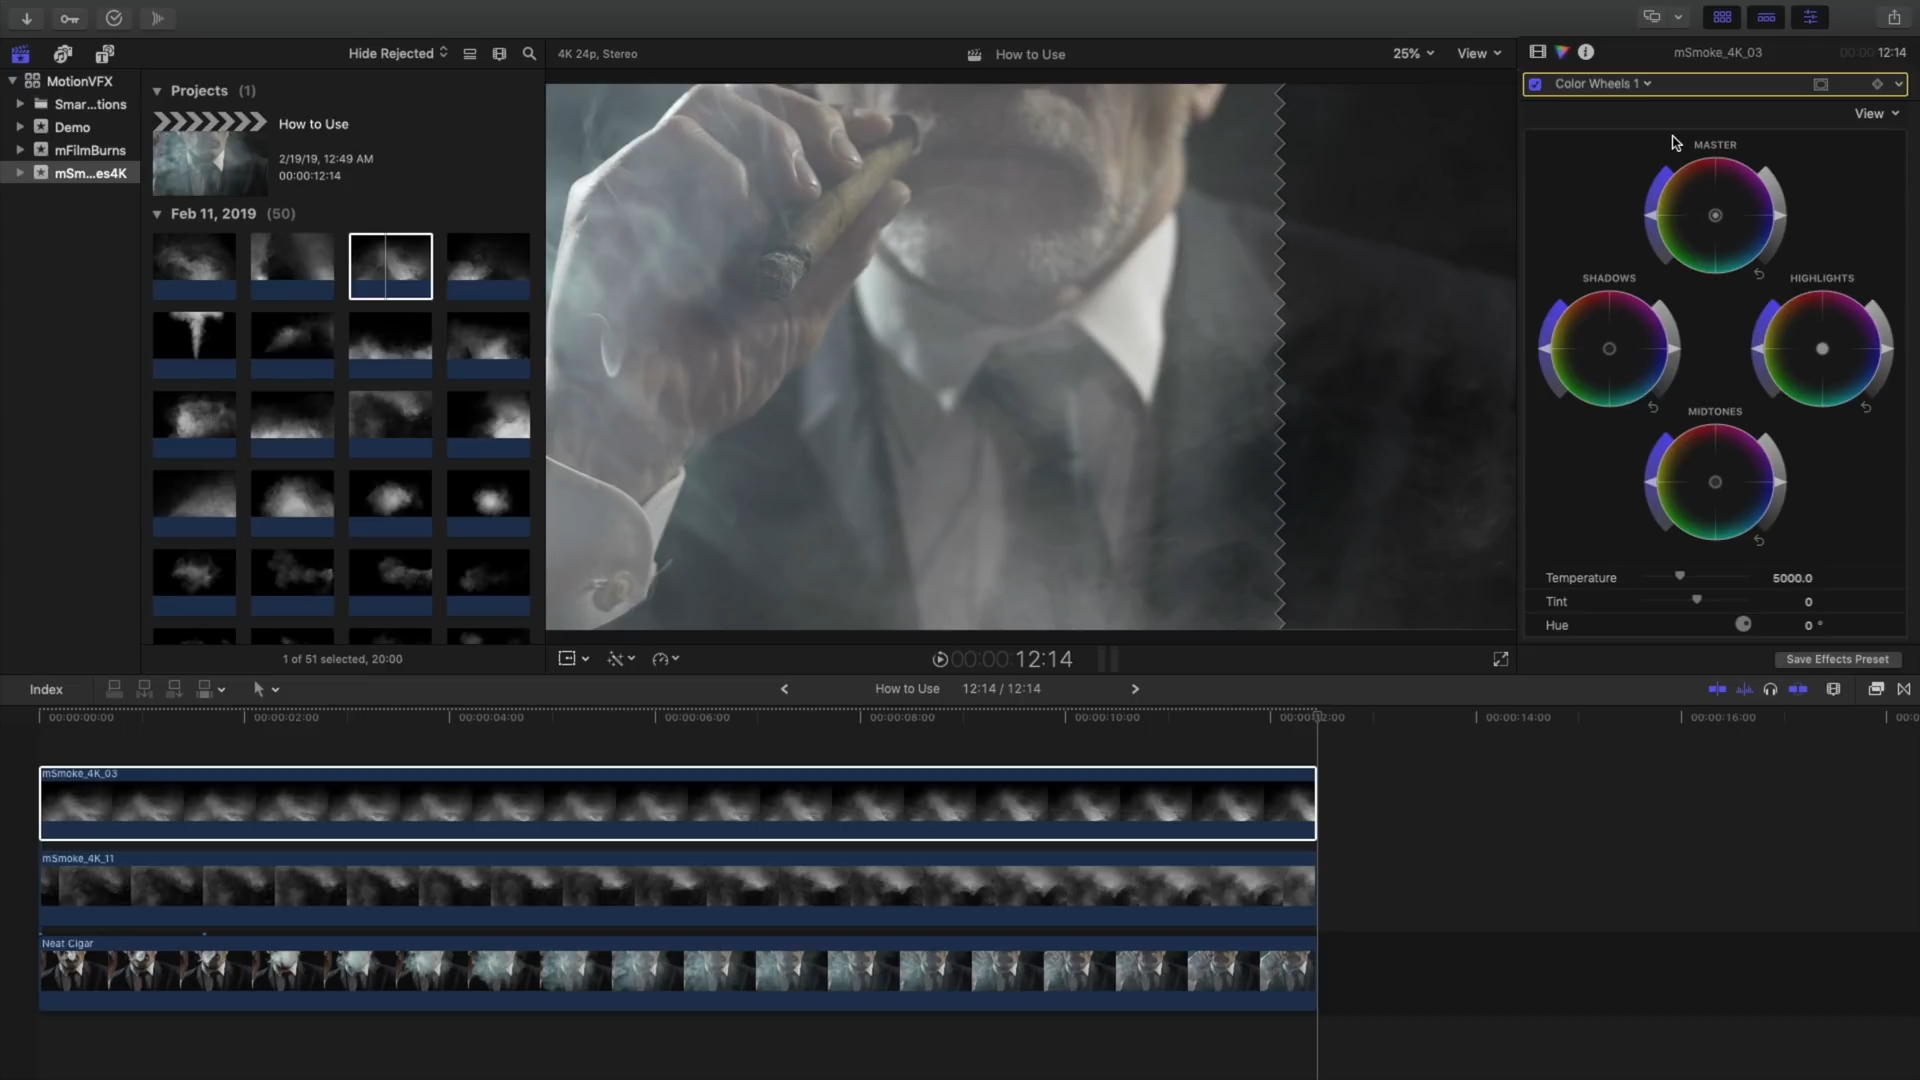 Hide Rejected
4K 24p, Stereo
How to Use
25%
View
mSmoke_4K_03
00:00:12:14
MotionVFX
Smar...tions
Demo
mFilmBurns
mSm...es4K
Projects (1)
How to Use
2/19/19, 12:49 AM
00:00:12:14
Feb 11, 2019 (50)
1 of 51 selected, 20:00
00:00:12:14
Color Wheels 1
View
MASTER
SHADOWS
HIGHLIGHTS
MIDTONES
Temperature 5000.0
Tint 0
Hue 0 °
Save Effects Preset
Index
How to Use 12:14 / 12:14
00:00:00:00
00:00:02:00
00:00:04:00
00:00:06:00
00:00:08:00
00:00:10:00
00:00:12:00
00:00:14:00
00:00:16:00
mSmoke_4K_03
mSmoke_4K_11
Neat Cigar